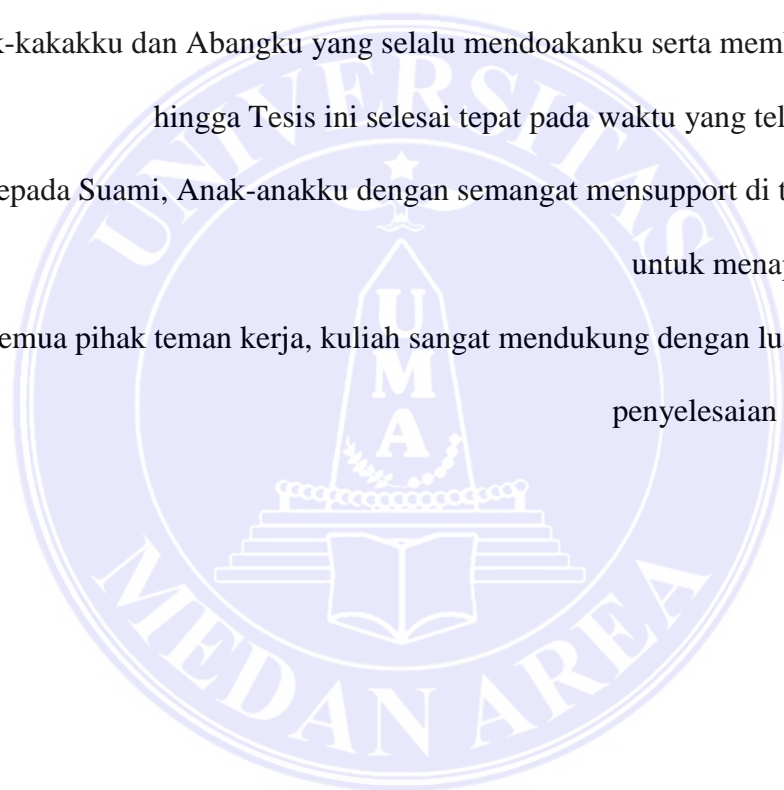 k-kakakku dan Abangku yang selalu mendoakanku serta mem
hingga Tesis ini selesai tepat pada waktu yang tel
epada Suami, Anak-anakku dengan semangat mensupport di t
untuk mena
emua pihak teman kerja, kuliah sangat mendukung dengan lu
penyelesaian
UNIVERSITAS
UMA
MEDAN AREA